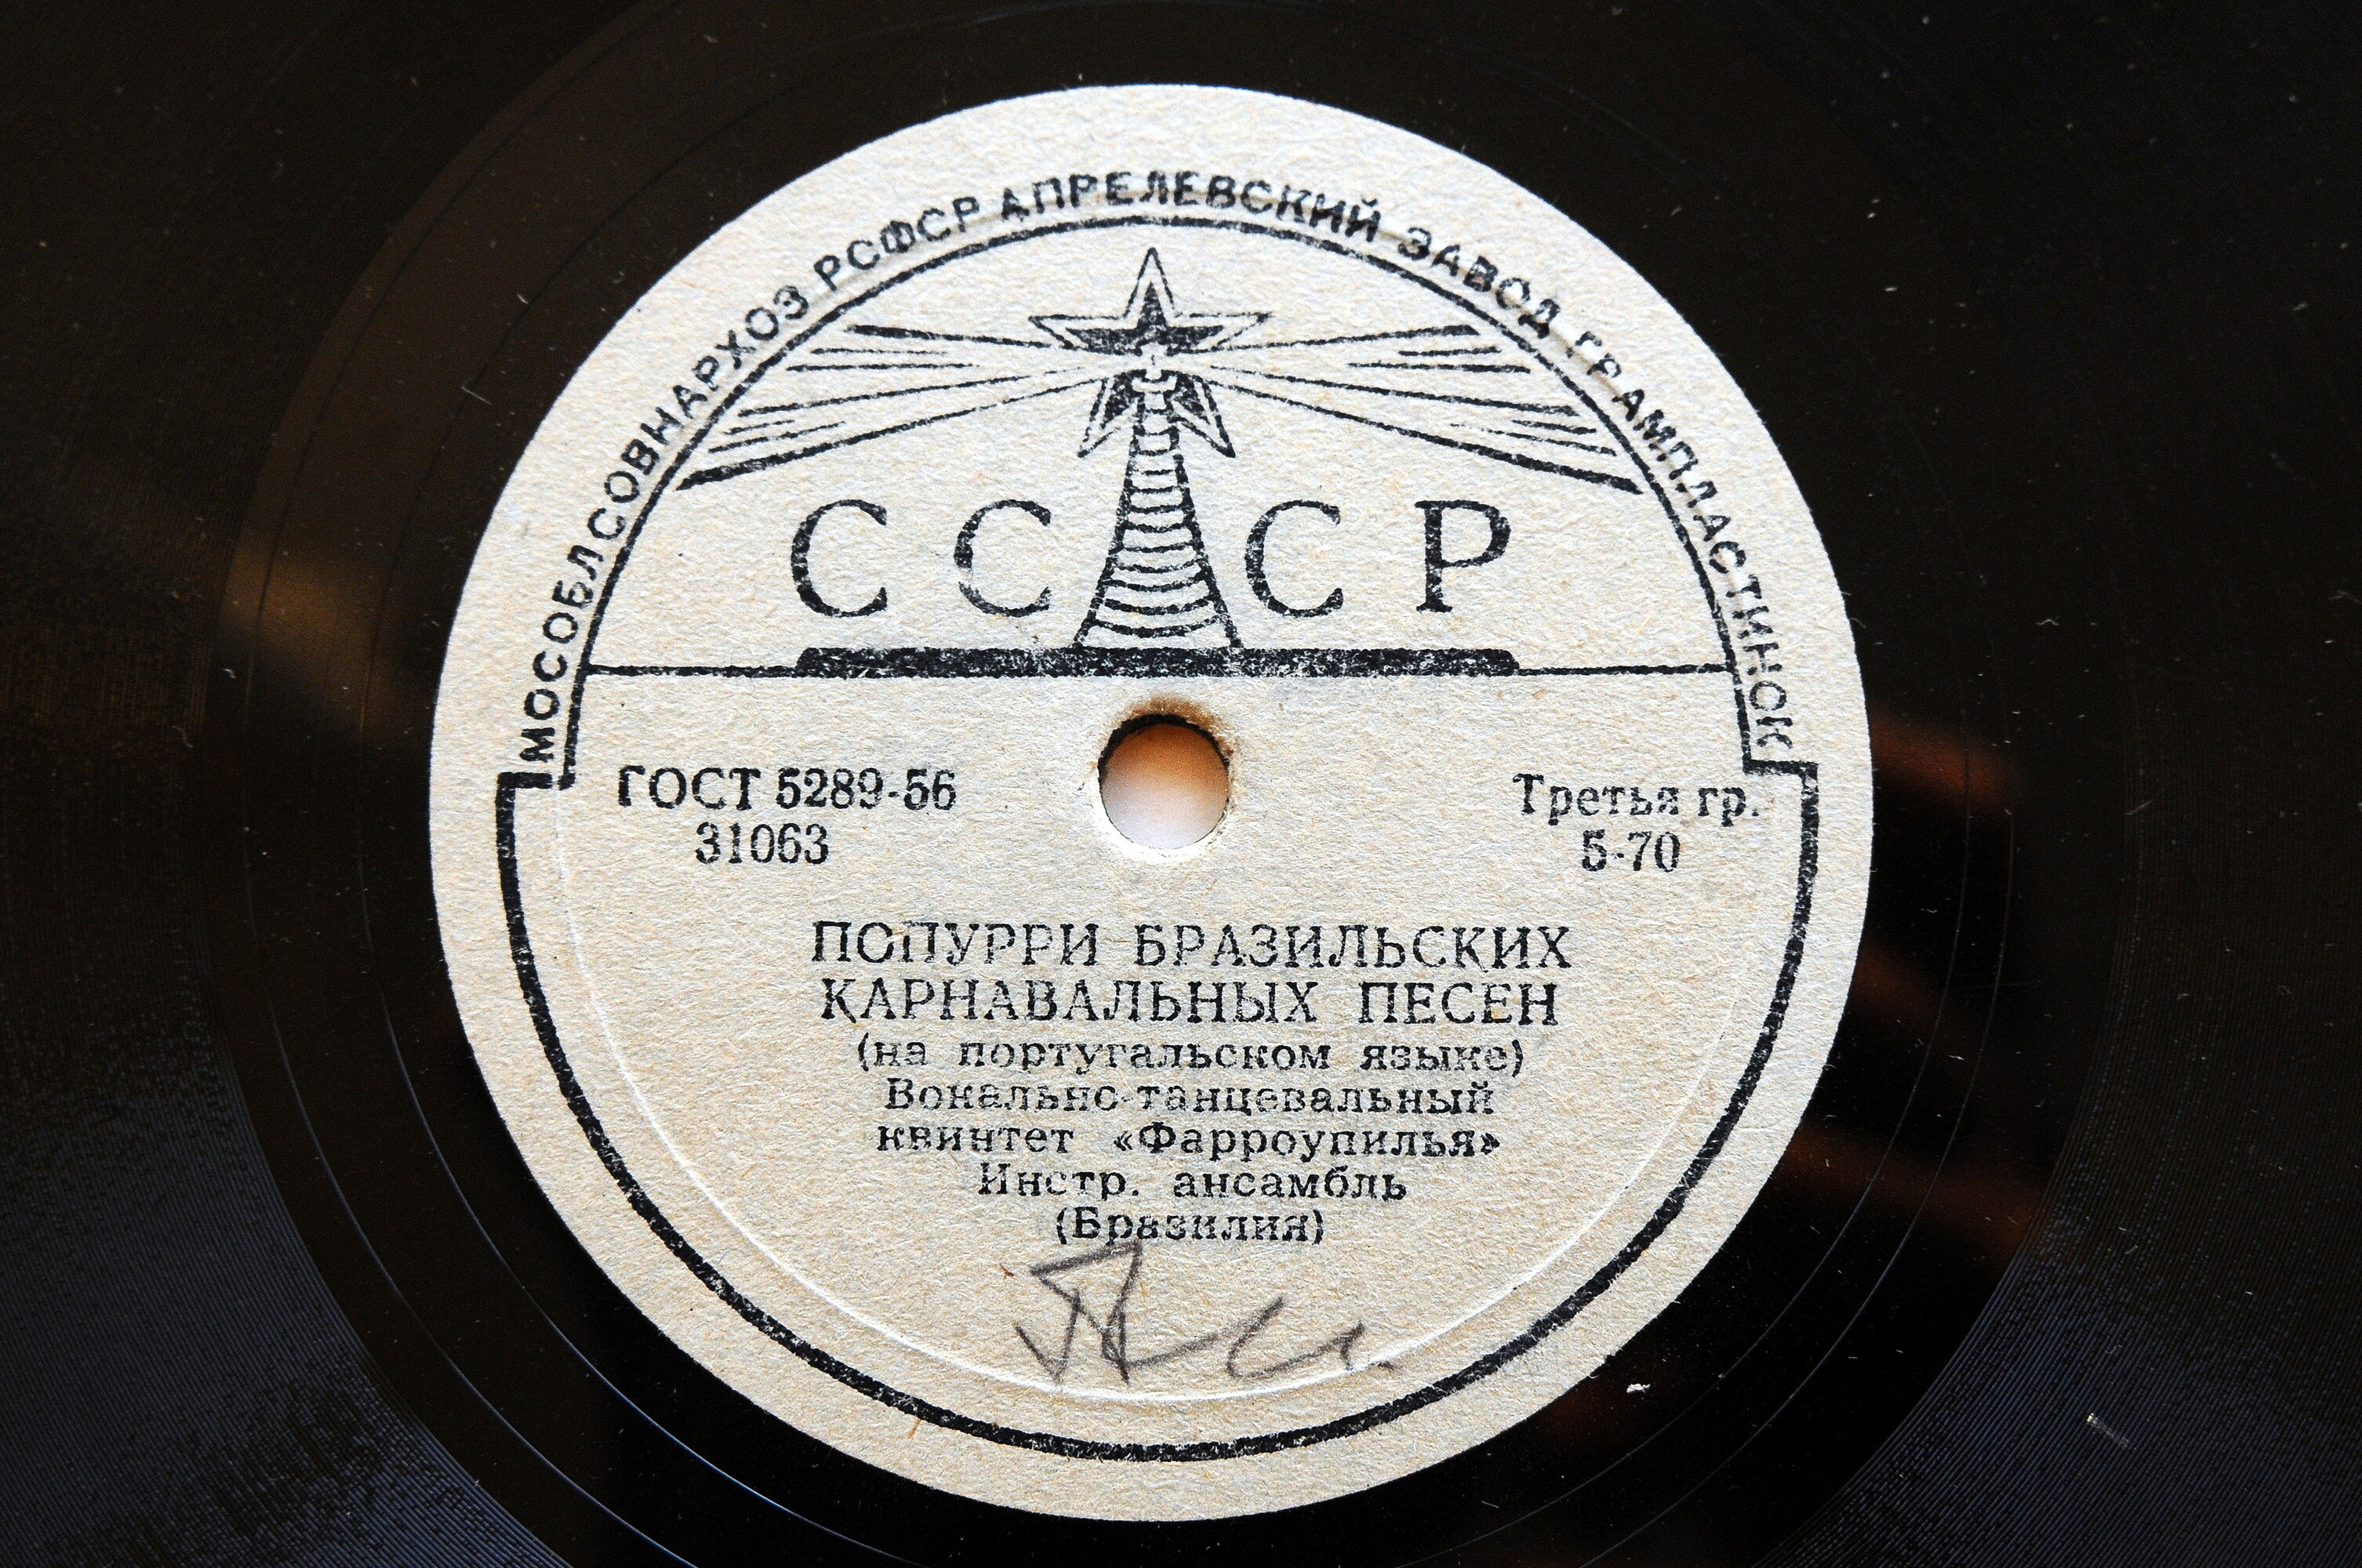 МОСОБЛСОВНАРХОЗ РСФСР АПРЕЛЕВСКИЙ ЗАВОД ГРАМПЛАСТИНОК
СССР
ГОСТ 5289-56
31063
Третья гр.
5-70
ПОПУРРИ БРАЗИЛЬСКИХ
КАРНАВАЛЬНЫХ ПЕСЕН
(на португальском языке)
Вокально-танцевальный
квинтет «Фарроупилья»
Инстр. ансамбль
(Бразилия)